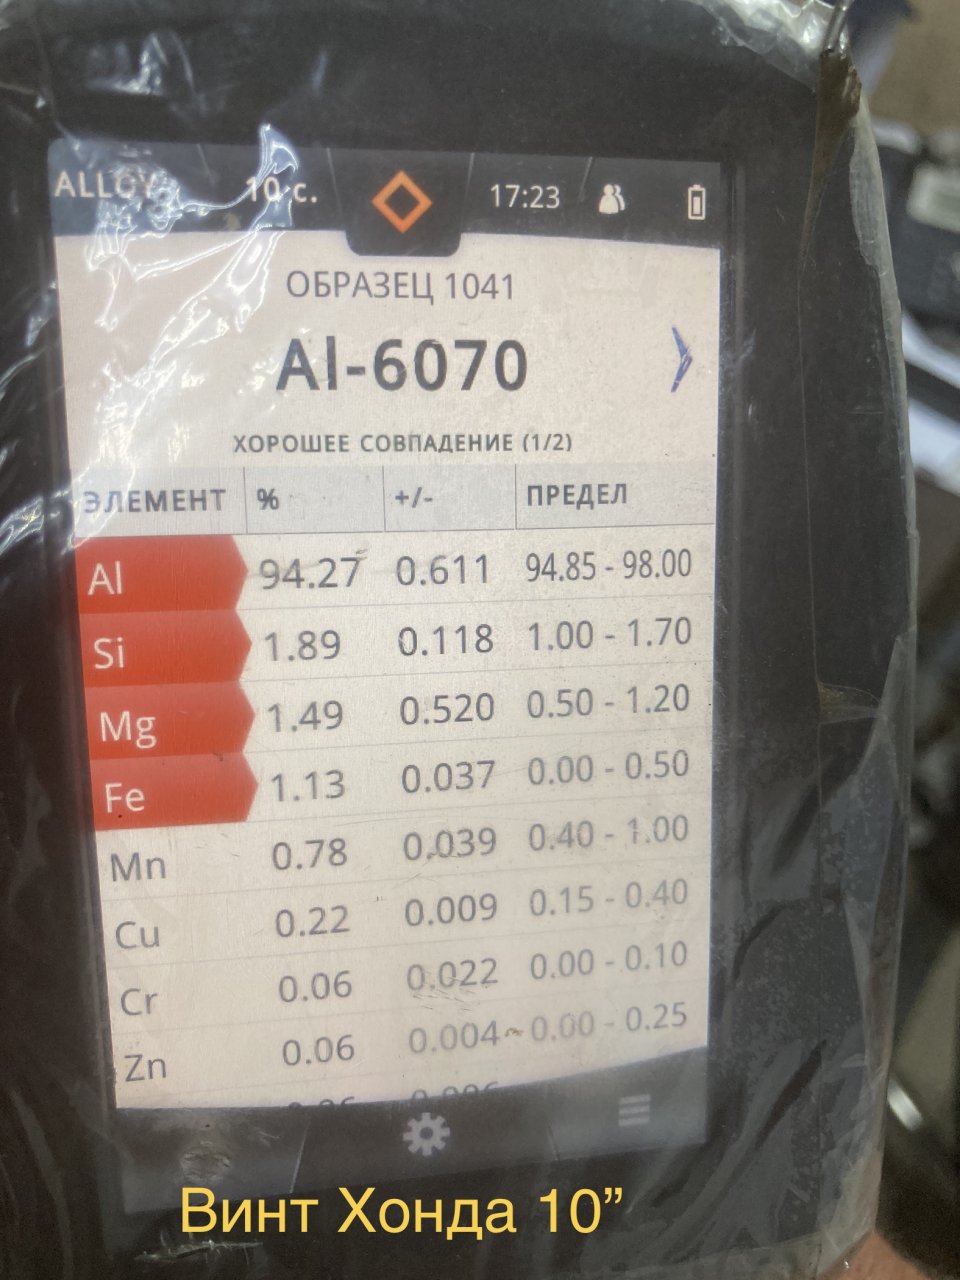 ALLOY 10 с. 17:23
ОБРАЗЕЦ 1041
Al-6070
ХОРОШЕЕ СОВПАДЕНИЕ (1/2)
ЭЛЕМЕНТ % +/- ПРЕДЕЛ
Al 94.27 0.611 94.85 - 98.00
Si 1.89 0.118 1.00 - 1.70
Mg 1.49 0.520 0.50 - 1.20
Fe 1.13 0.037 0.00 - 0.50
Mn 0.78 0.039 0.40 - 1.00
Cu 0.22 0.009 0.15 - 0.40
Cr 0.06 0.022 0.00 - 0.10
Zn 0.06 0.004 0.00 - 0.25
Винт Хонда 10”